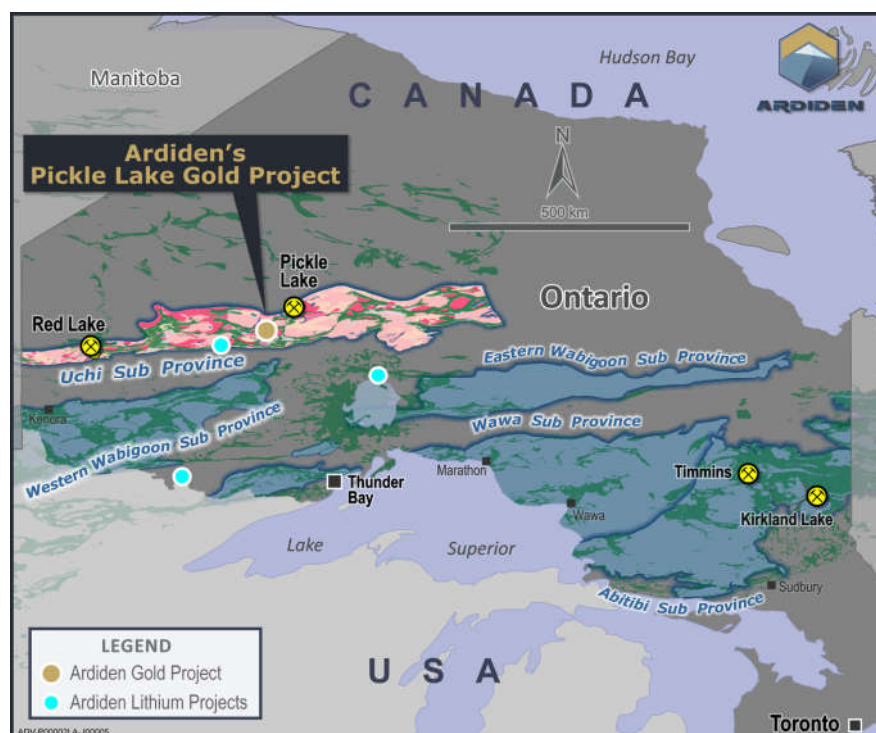 Hudson Bay
Manitoba
CANADA
ARDIDEN
Ardiden's
Pickle Lake Gold Project
N
500 km
Pickle
Lake
Ontario
Red Lake
Uchi Sub Province
Eastern Wabigoon Sub Province
Kenora
Wawa Sub Province
Western Wabigoon Sub Province
Marathon
Timmins
Thunder
Bay
Kirkland Lake
Wawa
Lake Superior
Sudbury
Abitibi Sub Province
LEGEND
Ardiden Gold Project
Ardiden Lithium Projects
USA
Toronto